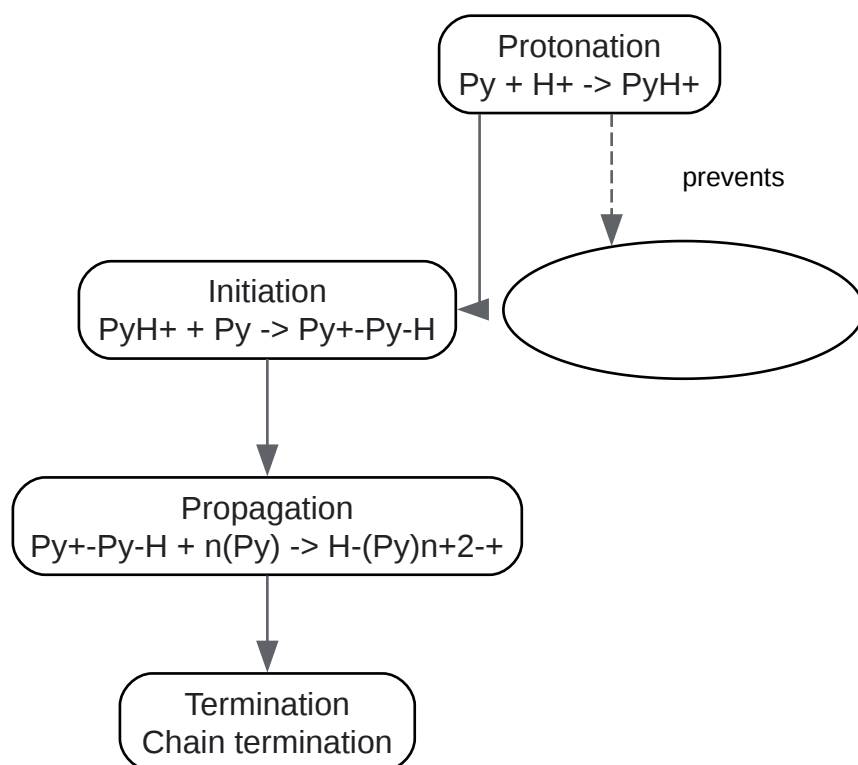 Protonation
Py + H+ -> PyH+
prevents
Initiation
PyH+ + Py -> Py+-Py-H
Propagation
Py+-Py-H + n(Py) -> H-(Py)n+2-+
Termination
Chain termination